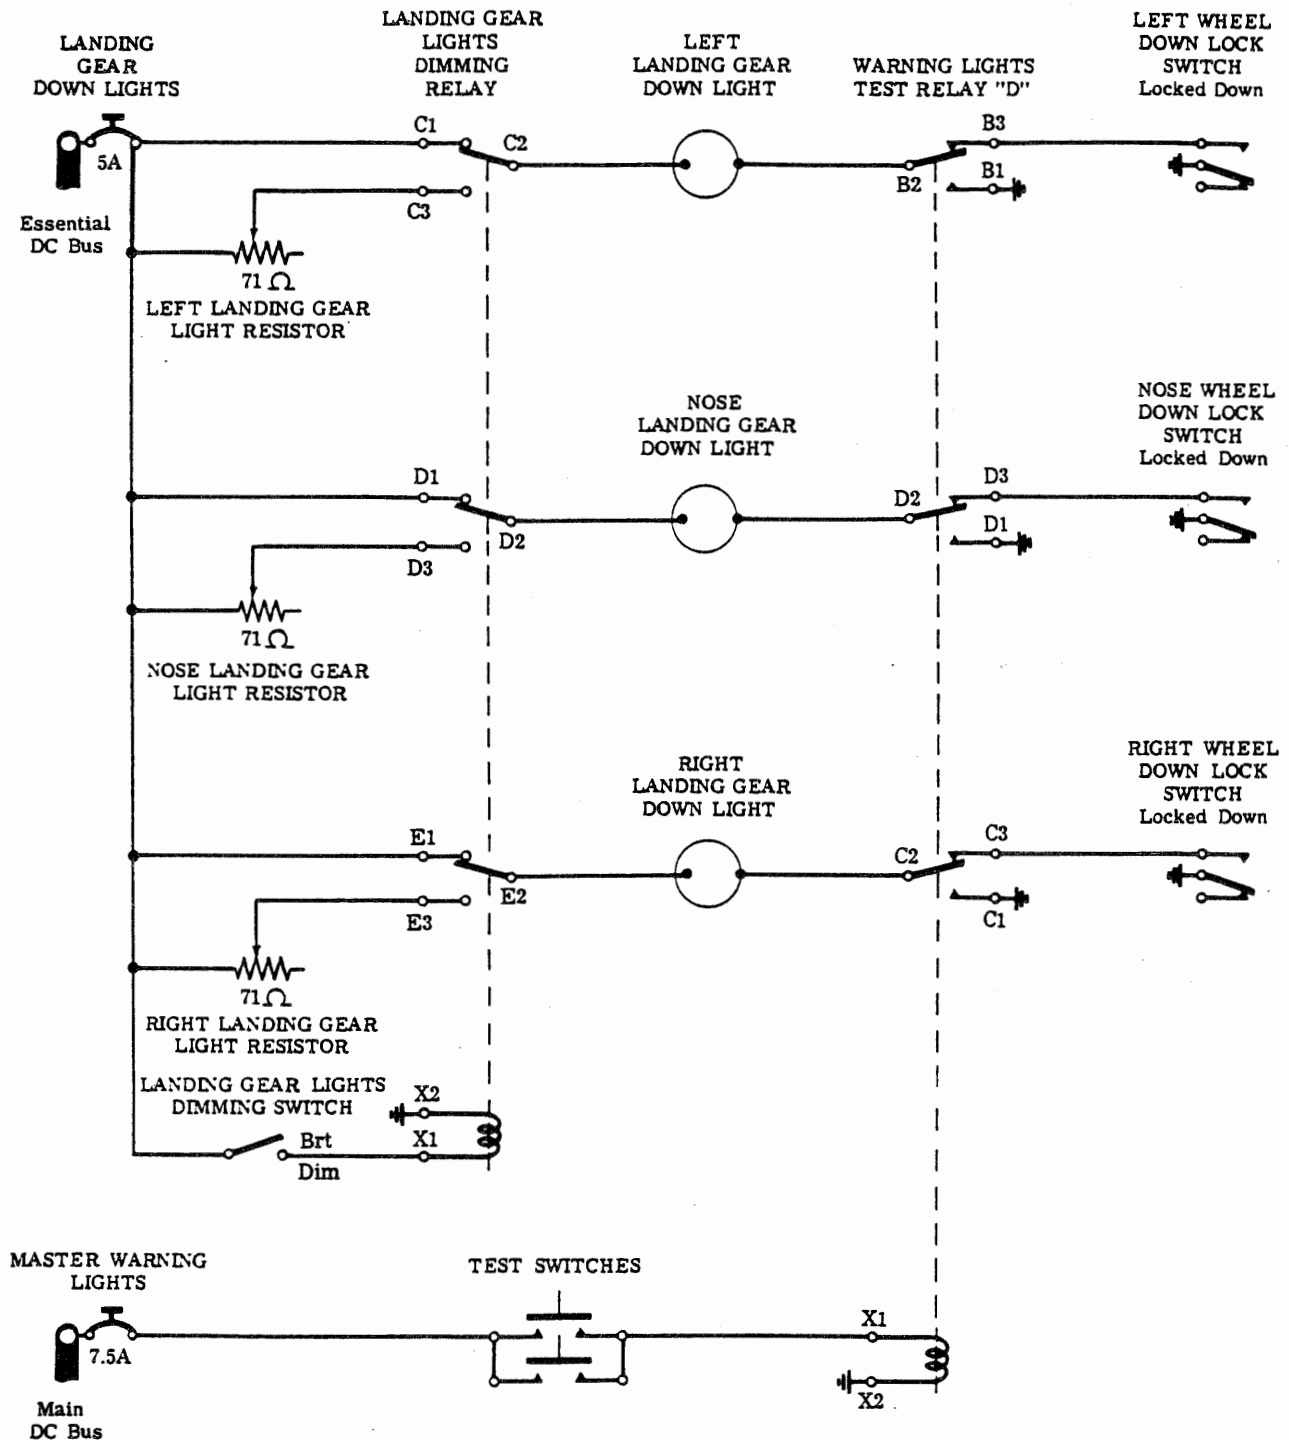 LANDING
GEAR
DOWN LIGHTS
LANDING GEAR
LIGHTS
DIMMING
RELAY
LEFT
LANDING GEAR
DOWN LIGHT
WARNING LIGHTS
TEST RELAY "D"
LEFT WHEEL
DOWN LOCK
SWITCH
Locked Down
5A
C1
C2
C3
B2
B3
B1
Essential
DC Bus
71 Ω
LEFT LANDING GEAR
LIGHT RESISTOR
NOSE
LANDING GEAR
DOWN LIGHT
NOSE WHEEL
DOWN LOCK
SWITCH
Locked Down
D1
D2
D3
D2
D3
D1
71 Ω
NOSE LANDING GEAR
LIGHT RESISTOR
RIGHT
LANDING GEAR
DOWN LIGHT
RIGHT WHEEL
DOWN LOCK
SWITCH
Locked Down
E1
E2
E3
C2
C3
C1
71 Ω
RIGHT LANDING GEAR
LIGHT RESISTOR
LANDING GEAR LIGHTS
DIMMING SWITCH
X2
Brt
X1
Dim
MASTER WARNING
LIGHTS
TEST SWITCHES
7.5A
X1
X2
Main
DC Bus